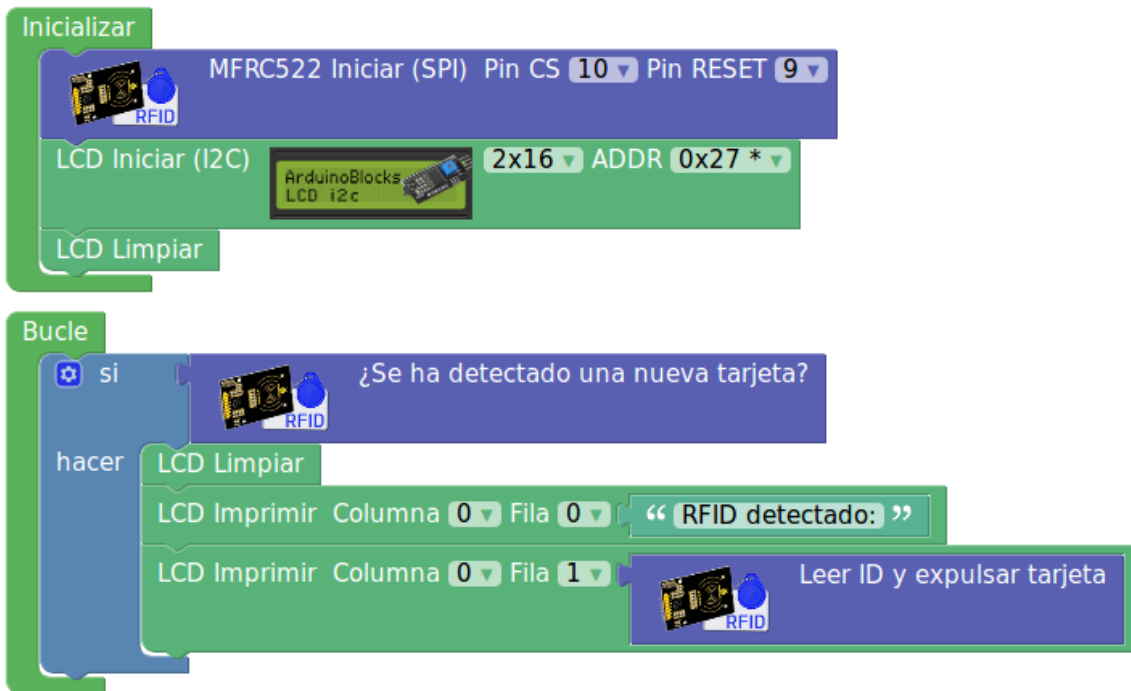 Inicializar
MFRC522 Iniciar (SPI) Pin CS 10 Pin RESET 9
RFID
LCD Iniciar (I2C) 2x16 ADDR 0x27 *
ArduinoBlocks
LCD i2c
LCD Limpiar
Bucle
si ¿Se ha detectado una nueva tarjeta?
RFID
hacer LCD Limpiar
LCD Imprimir Columna 0 Fila 0 “ RFID detectado: ”
LCD Imprimir Columna 0 Fila 1 Leer ID y expulsar tarjeta
RFID